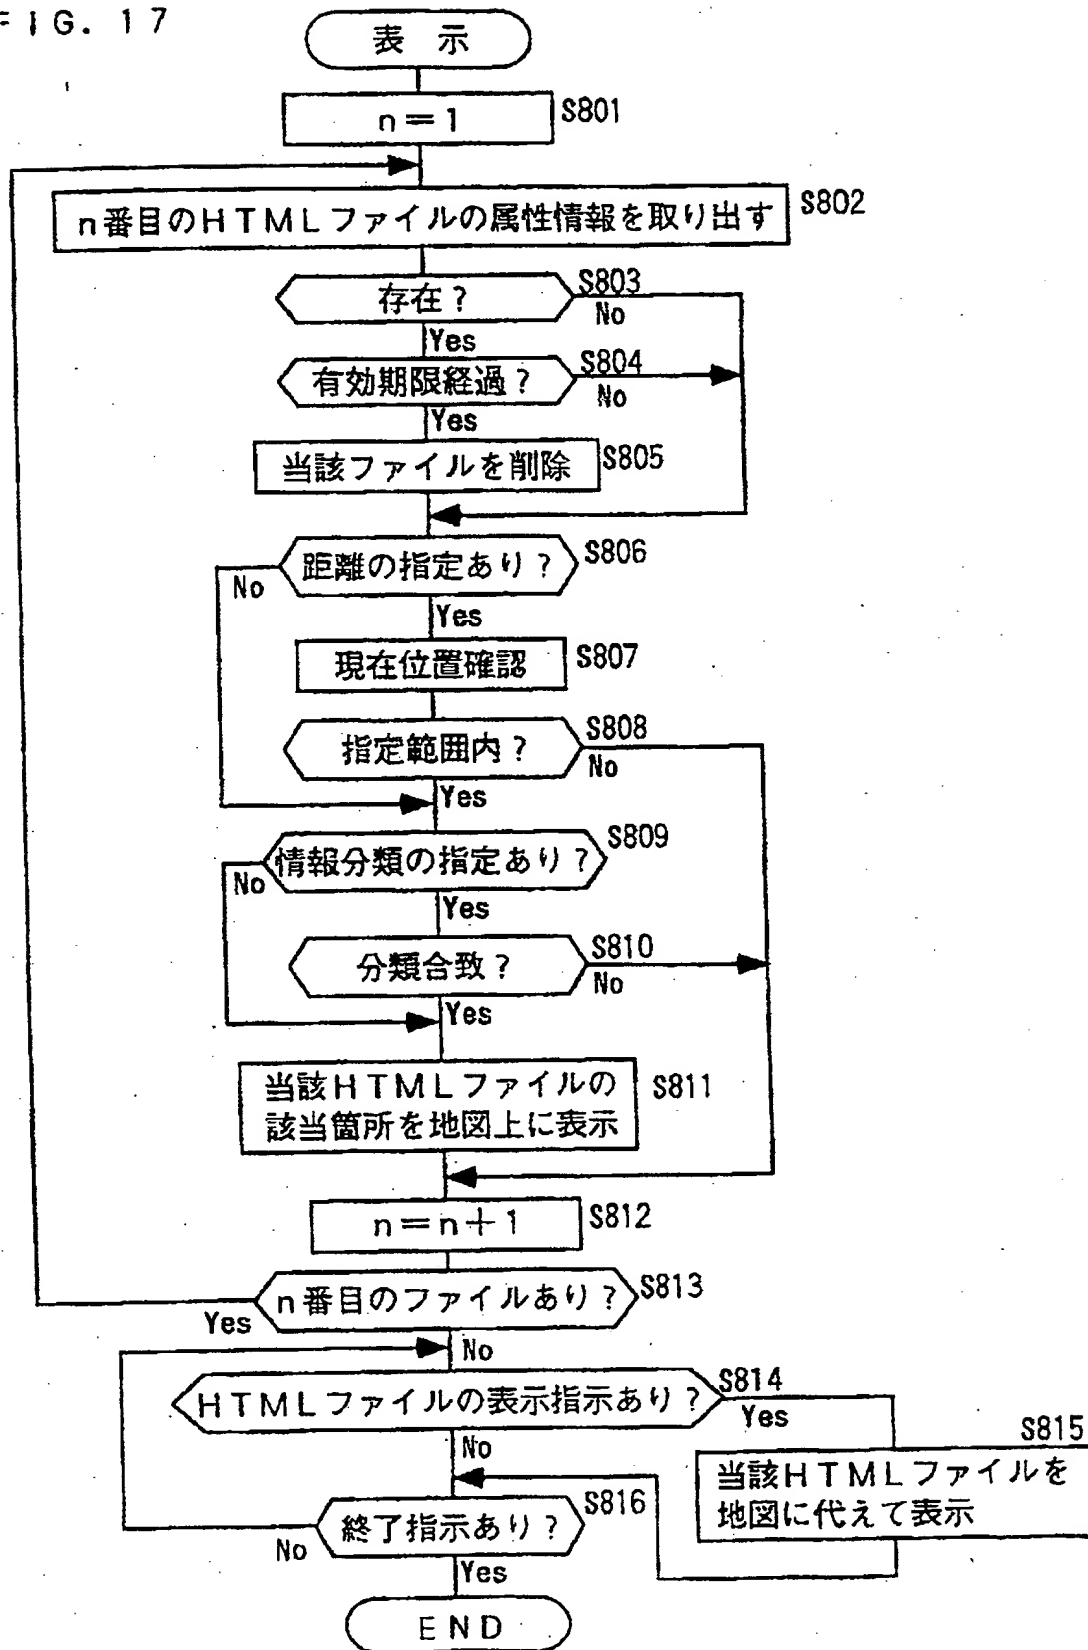 FIG. 17
表 示
n=1
S801
n番目のHTMLファイルの属性情報を取り出す
S802
存在?
S803
No
Yes
有効期限経過?
S804
No
Yes
当該ファイルを削除
S805
距離の指定あり?
S806
No
Yes
現在位置確認
S807
指定範囲内?
S808
No
Yes
情報分類の指定あり?
S809
No
Yes
分類合致?
S810
No
Yes
当該HTMLファイルの
該当箇所を地図上に表示
S811
n=n+1
S812
n番目のファイルあり?
S813
Yes
No
HTMLファイルの表示指示あり?
S814
Yes
No
S815
当該HTMLファイルを
地図に代えて表示
終了指示あり?
S816
No
Yes
END